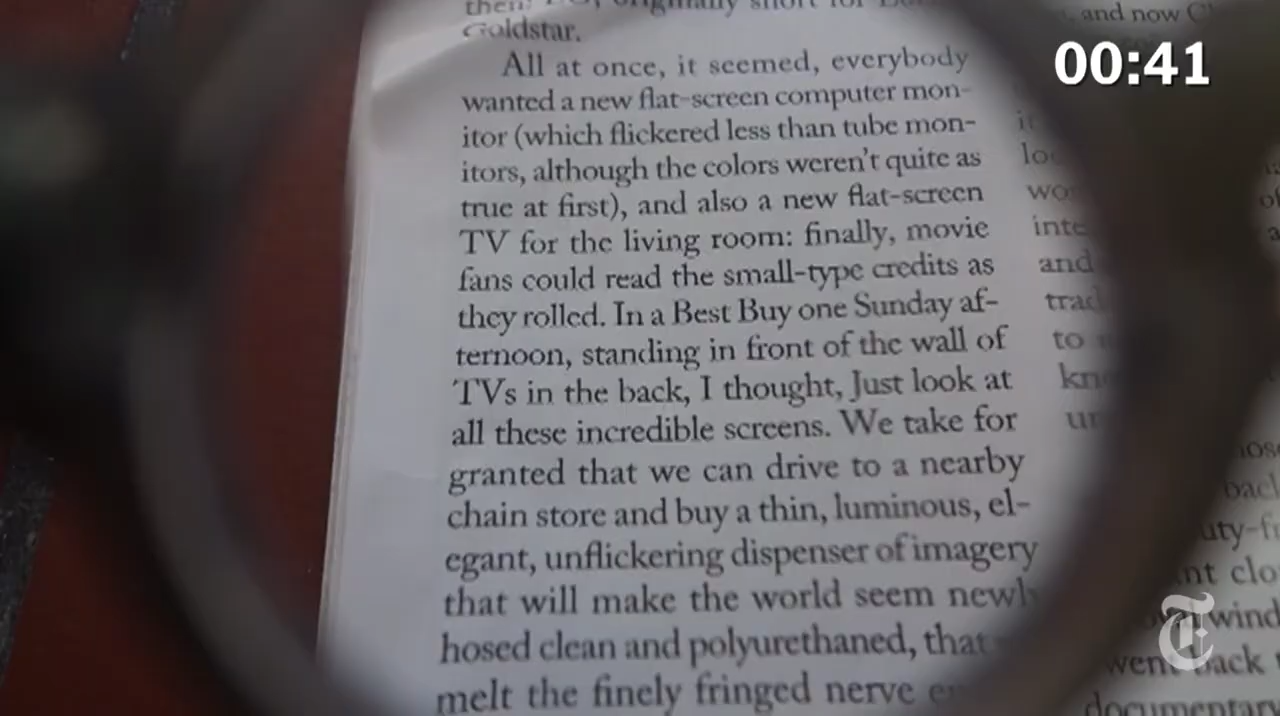 Goldstar.
All at once, it seemed, everybody
wanted a new flat-screen computer mon-
itor (which flickered less than tube mon-
itors, although the colors weren't quite as
true at first), and also a new flat-screen
TV for the living room: finally, movie
fans could read the small-type credits as
they rolled. In a Best Buy one Sunday af-
ternoon, standing in front of the wall of
TVs in the back, I thought, Just look at
all these incredible screens. We take for
granted that we can drive to a nearby
chain store and buy a thin, luminous, el-
egant, unflickering dispenser of imagery
that will make the world seem newly
hosed clean and polyurethaned, that
melt the finely fringed nerve
and now
00:41
and
to
went back
documentary